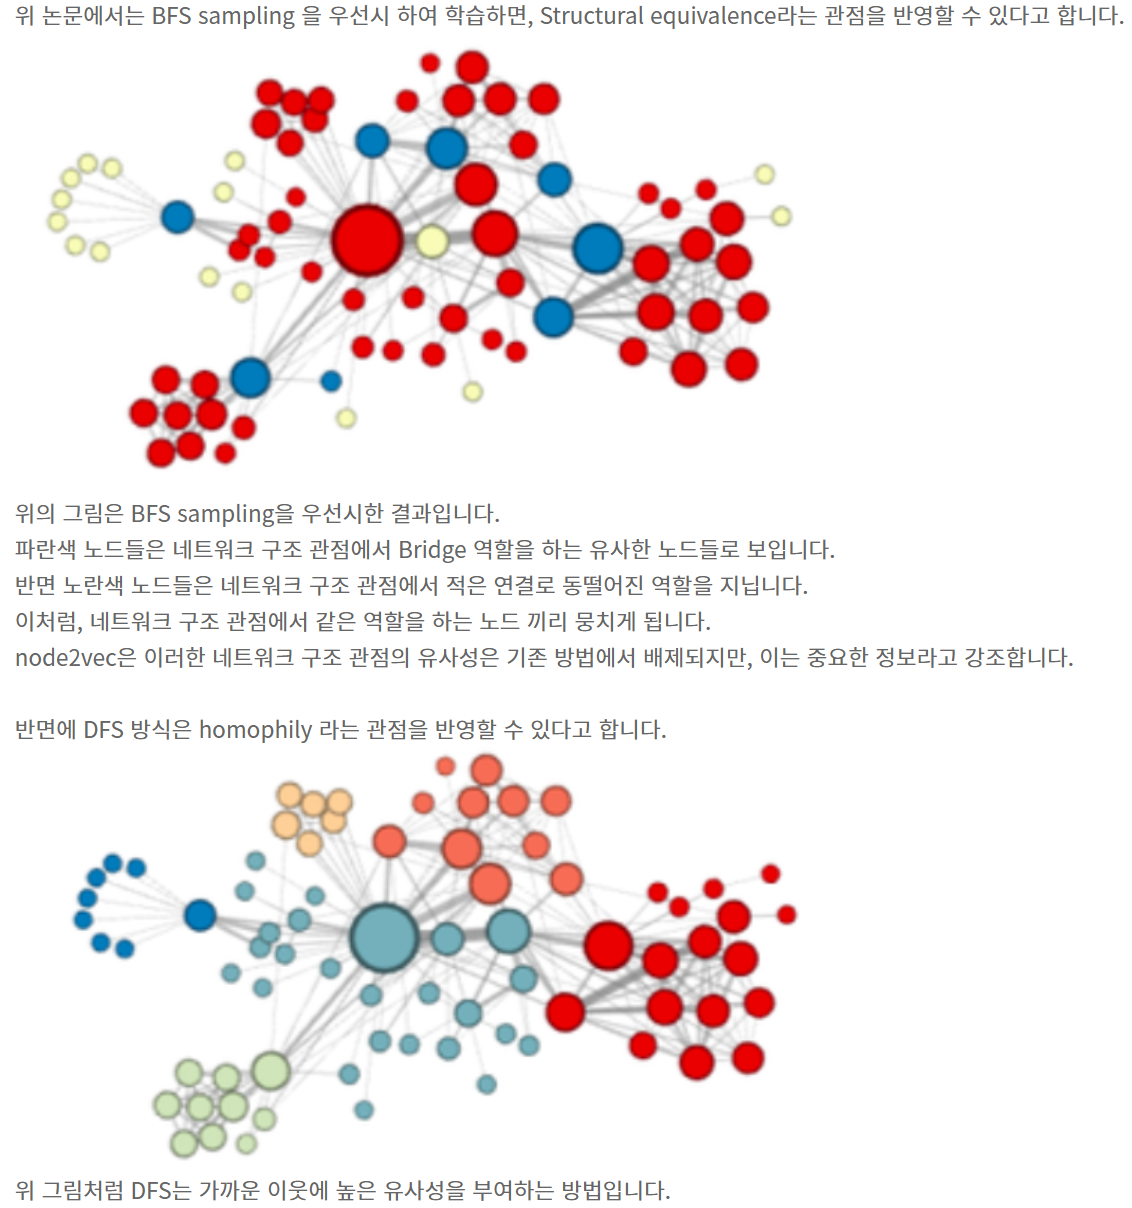 위 논문에서는 BFS sampling 을 우선시 하여 학습하면, Structural equivalence라는 관점을 반영할 수 있다고 합니다.
위의 그림은 BFS sampling을 우선시한 결과입니다.
파란색 노드들은 네트워크 구조 관점에서 Bridge 역할을 하는 유사한 노드들로 보입니다.
반면 노란색 노드들은 네트워크 구조 관점에서 적은 연결로 동떨어진 역할을 지닙니다.
이처럼, 네트워크 구조 관점에서 같은 역할을 하는 노드 끼리 뭉치게 됩니다.
node2vec은 이러한 네트워크 구조 관점의 유사성은 기존 방법에서 배제되지만, 이는 중요한 정보라고 강조합니다.
반면에 DFS 방식은 homophily 라는 관점을 반영할 수 있다고 합니다.
위 그림처럼 DFS는 가까운 이웃에 높은 유사성을 부여하는 방법입니다.